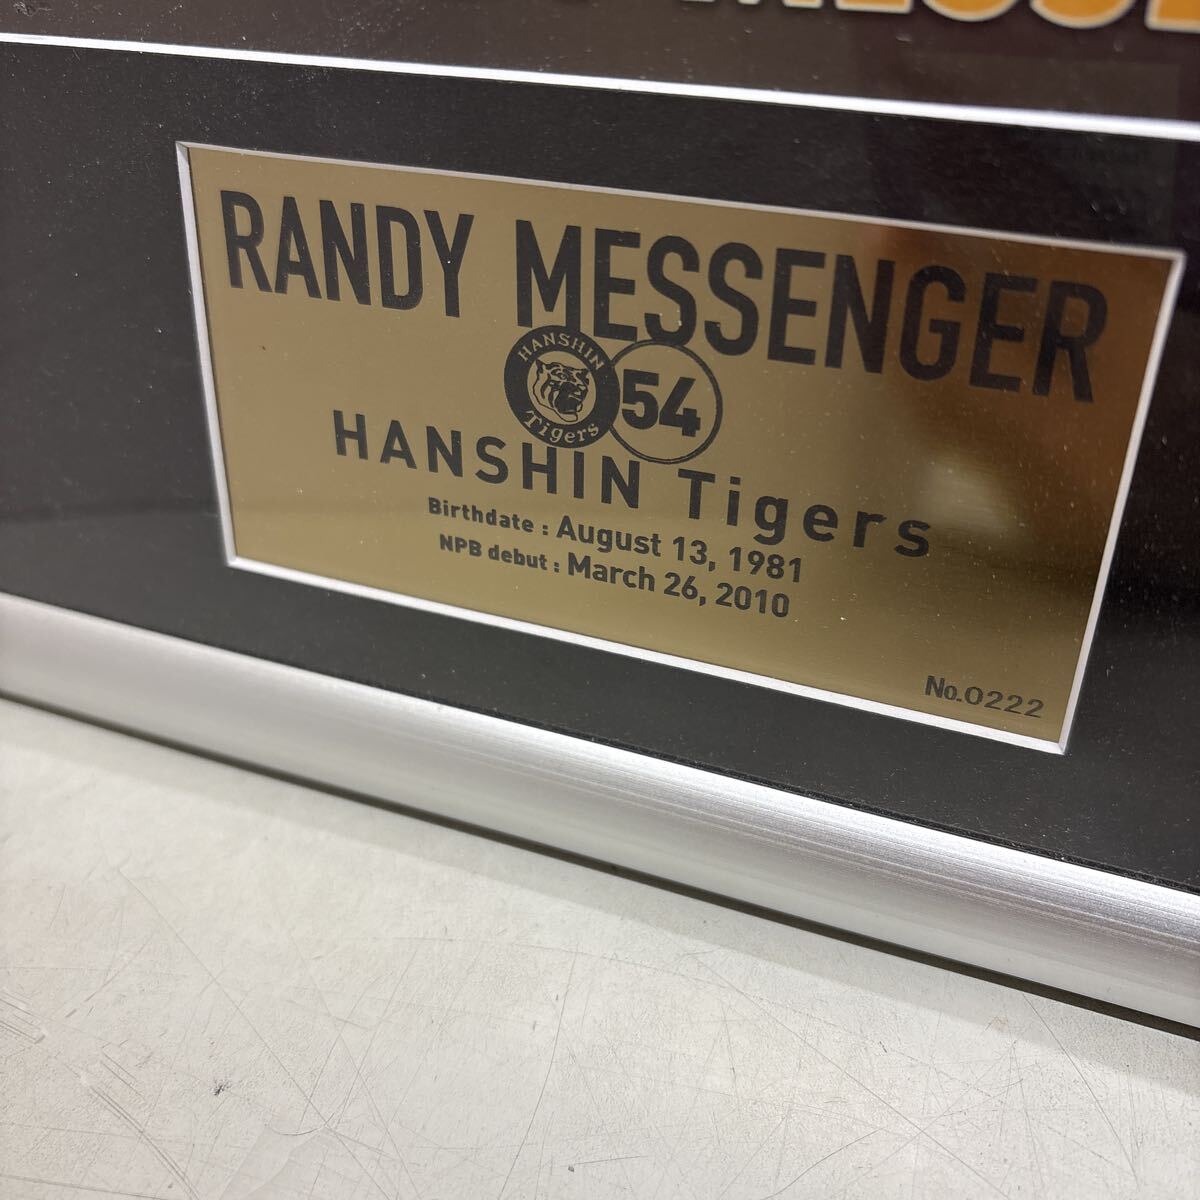 RANDY MESSENGER
HANSHIN
Tigers
54
HANSHIN Tigers
Birthdate : August 13, 1981
NPB debut : March 26, 2010
No.0222